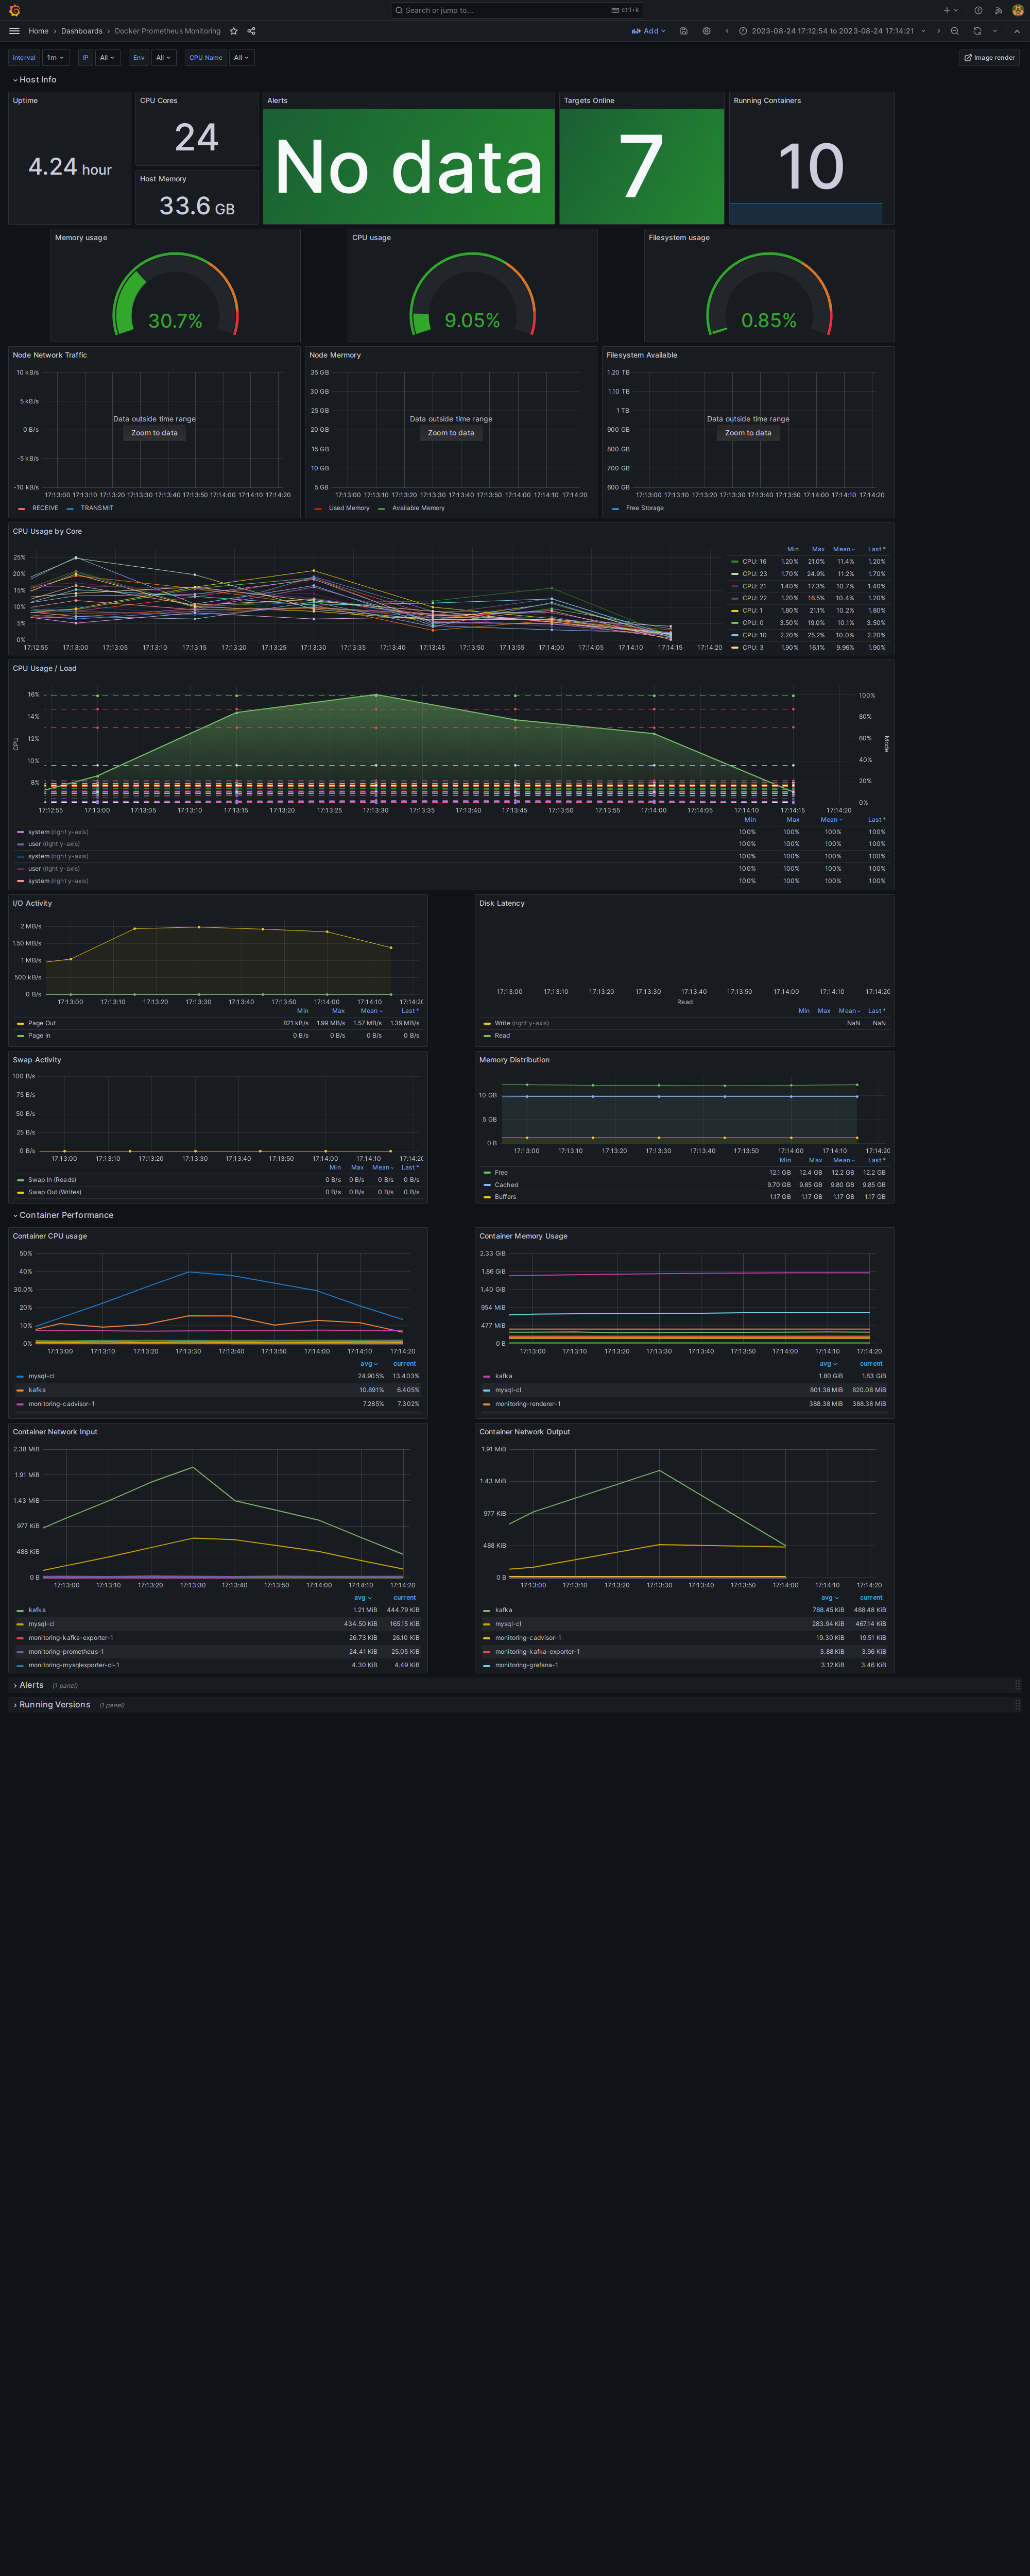 Search or jump to...
ctrl+k
Home › Dashboards › Docker Prometheus Monitoring
Add
2023-08-24 17:12:54 to 2023-08-24 17:14:21
Interval 1m IP All Env All CPU Name All
Image render
Host Info
Uptime
4.24 hour
CPU Cores
24
Host Memory
33.6 GB
Alerts
No data
Targets Online
7
Running Containers
10
Memory usage
30.7%
CPU usage
9.05%
Filesystem usage
0.85%
Node Network Traffic
10 kB/s
5 kB/s
0 B/s
-5 kB/s
-10 kB/s
Data outside time range
Zoom to data
17:13:00 17:13:10 17:13:20 17:13:30 17:13:40 17:13:50 17:14:00 17:14:10 17:14:20
RECEIVE TRANSMIT
Node Mermory
35 GB
30 GB
25 GB
20 GB
15 GB
10 GB
5 GB
Data outside time range
Zoom to data
17:13:00 17:13:10 17:13:20 17:13:30 17:13:40 17:13:50 17:14:00 17:14:10 17:14:20
Used Memory Available Memory
Filesystem Available
1.20 TB
1.10 TB
1 TB
900 GB
800 GB
700 GB
600 GB
Data outside time range
Zoom to data
17:13:00 17:13:10 17:13:20 17:13:30 17:13:40 17:13:50 17:14:00 17:14:10 17:14:20
Free Storage
CPU Usage by Core
25%
20%
15%
10%
5%
0%
17:12:55 17:13:00 17:13:05 17:13:10 17:13:15 17:13:20 17:13:25 17:13:30 17:13:35 17:13:40 17:13:45 17:13:50 17:13:55 17:14:00 17:14:05 17:14:10 17:14:15 17:14:20
Min Max Mean Last *
CPU: 16 1.20% 21.0% 11.4% 1.20%
CPU: 23 1.70% 24.9% 11.2% 1.70%
CPU: 21 1.40% 17.3% 10.7% 1.40%
CPU: 22 1.20% 16.5% 10.4% 1.20%
CPU: 1 1.80% 21.1% 10.2% 1.80%
CPU: 0 3.50% 19.0% 10.1% 3.50%
CPU: 10 2.20% 25.2% 10.0% 2.20%
CPU: 3 1.90% 16.1% 9.96% 1.90%
CPU Usage / Load
CPU
16%
14%
12%
10%
8%
Mode
100%
80%
60%
40%
20%
0%
17:12:55 17:13:00 17:13:05 17:13:10 17:13:15 17:13:20 17:13:25 17:13:30 17:13:35 17:13:40 17:13:45 17:13:50 17:13:55 17:14:00 17:14:05 17:14:10 17:14:15 17:14:20
Min Max Mean Last *
system (right y-axis) 100% 100% 100% 100%
user (right y-axis) 100% 100% 100% 100%
system (right y-axis) 100% 100% 100% 100%
user (right y-axis) 100% 100% 100% 100%
system (right y-axis) 100% 100% 100% 100%
I/O Activity
2 MB/s
1.50 MB/s
1 MB/s
500 kB/s
0 B/s
17:13:00 17:13:10 17:13:20 17:13:30 17:13:40 17:13:50 17:14:00 17:14:10 17:14:20
Min Max Mean Last *
Page Out 821 kB/s 1.99 MB/s 1.57 MB/s 1.39 MB/s
Page In 0 B/s 0 B/s 0 B/s 0 B/s
Disk Latency
17:13:00 17:13:10 17:13:20 17:13:30 17:13:40 17:13:50 17:14:00 17:14:10 17:14:20
Read
Min Max Mean Last *
Write (right y-axis) NaN NaN
Read
Swap Activity
100 B/s
75 B/s
50 B/s
25 B/s
0 B/s
17:13:00 17:13:10 17:13:20 17:13:30 17:13:40 17:13:50 17:14:00 17:14:10 17:14:20
Min Max Mean Last *
Swap In (Reads) 0 B/s 0 B/s 0 B/s 0 B/s
Swap Out (Writes) 0 B/s 0 B/s 0 B/s 0 B/s
Memory Distribution
10 GB
5 GB
0 B
17:13:00 17:13:10 17:13:20 17:13:30 17:13:40 17:13:50 17:14:00 17:14:10 17:14:20
Min Max Mean Last *
Free 12.1 GB 12.4 GB 12.2 GB 12.2 GB
Cached 9.70 GB 9.85 GB 9.80 GB 9.85 GB
Buffers 1.17 GB 1.17 GB 1.17 GB 1.17 GB
Container Performance
Container CPU usage
50%
40%
30.0%
20%
10%
0%
17:13:00 17:13:10 17:13:20 17:13:30 17:13:40 17:13:50 17:14:00 17:14:10 17:14:20
avg current
mysql-cl 24.905% 13.403%
kafka 10.891% 6.405%
monitoring-cadvisor-1 7.285% 7.302%
Container Memory Usage
2.33 GiB
1.86 GiB
1.40 GiB
954 MiB
477 MiB
0 B
17:13:00 17:13:10 17:13:20 17:13:30 17:13:40 17:13:50 17:14:00 17:14:10 17:14:20
avg current
kafka 1.80 GiB 1.83 GiB
mysql-cl 801.38 MiB 820.08 MiB
monitoring-renderer-1 388.38 MiB 388.38 MiB
Container Network Input
2.38 MiB
1.91 MiB
1.43 MiB
977 KiB
488 KiB
0 B
17:13:00 17:13:10 17:13:20 17:13:30 17:13:40 17:13:50 17:14:00 17:14:10 17:14:20
avg current
kafka 1.21 MiB 444.79 KiB
mysql-cl 434.50 KiB 165.15 KiB
monitoring-kafka-exporter-1 26.73 KiB 26.10 KiB
monitoring-prometheus-1 24.41 KiB 25.05 KiB
monitoring-mysqlexporter-cl-1 4.30 KiB 4.49 KiB
Container Network Output
1.91 MiB
1.43 MiB
977 KiB
488 KiB
0 B
17:13:00 17:13:10 17:13:20 17:13:30 17:13:40 17:13:50 17:14:00 17:14:10 17:14:20
avg current
kafka 788.45 KiB 488.48 KiB
mysql-cl 283.94 KiB 467.14 KiB
monitoring-cadvisor-1 19.30 KiB 19.51 KiB
monitoring-kafka-exporter-1 3.88 KiB 3.96 KiB
monitoring-grafana-1 3.12 KiB 3.46 KiB
Alerts (1 panel)
Running Versions (1 panel)